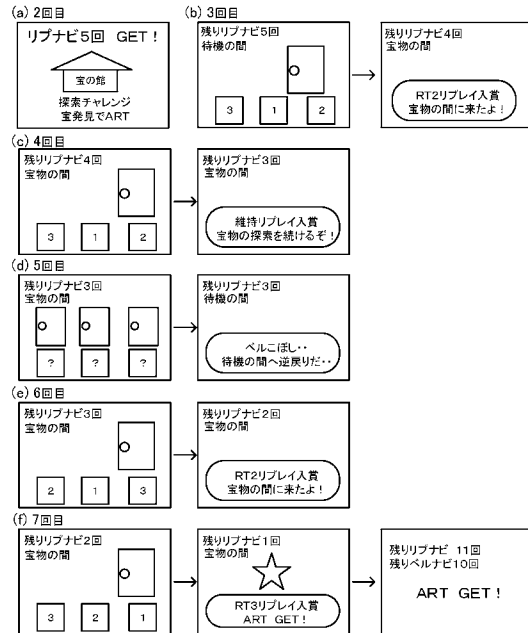 (a) 2回目
リプナビ5回 GET！
宝の館
探索チャレンジ
宝発見でART
(b) 3回目
残りリプナビ5回
待機の間
3 1 2
残りリプナビ4回
宝物の間
RT2リプレイ入賞
宝物の間に来たよ！
(c) 4回目
残りリプナビ4回
宝物の間
3 1 2
残りリプナビ3回
宝物の間
維持リプレイ入賞
宝物の探索を続けるぞ！
(d) 5回目
残りリプナビ3回
宝物の間
? ? ?
残りリプナビ3回
待機の間
ベルこぼし‥
待機の間へ逆戻りだ‥
(e) 6回目
残りリプナビ3回
宝物の間
2 1 3
残りリプナビ2回
宝物の間
RT2リプレイ入賞
宝物の間に来たよ！
(f) 7回目
残りリプナビ2回
宝物の間
3 2 1
残りリプナビ1回
宝物の間
RT3リプレイ入賞
ART GET！
残りリプナビ 11回
残りベルナビ10回
ART GET！